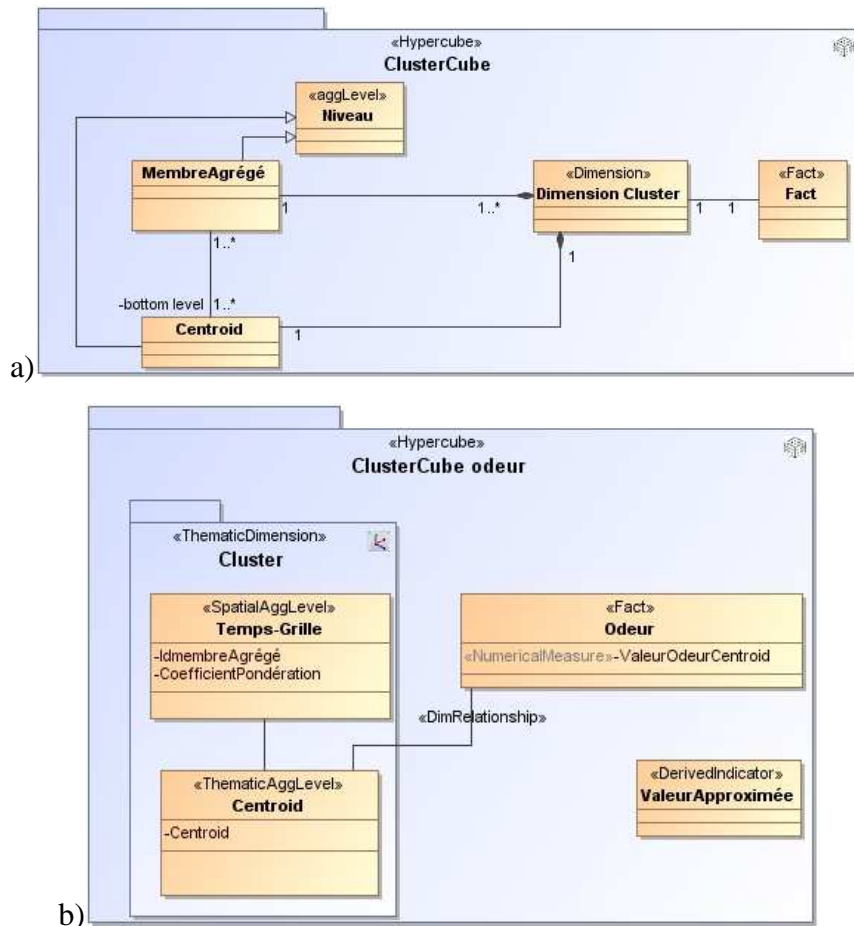 «Hypercube»
ClusterCube
«aggLevel»
Niveau
MembreAgrégé
«Dimension»
Dimension Cluster
«Fact»
Fact
1
1..*
1
1
1..*
1
-bottom level
1..*
Centroid
1
a)
«Hypercube»
ClusterCube odeur
«ThematicDimension»
Cluster
«SpatialAggLevel»
Temps-Grille
-IdmembreAgrégé
-CoefficientPondération
«Fact»
Odeur
«NumericalMeasure»-ValeurOdeurCentroid
«DimRelationship»
«ThematicAggLevel»
Centroid
-Centroid
«DerivedIndicator»
ValeurApproximée
b)